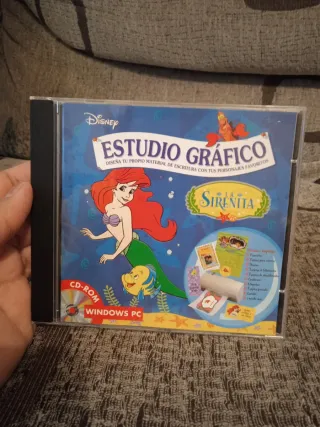 Disney
ESTUDIO GRÁFICO
DISEÑA TU PROPIO MATERIAL DE ESCRITURA CON TUS PERSONAJES FAVORITOS
LA
SIRENITA
CD-ROM
WINDOWS PC